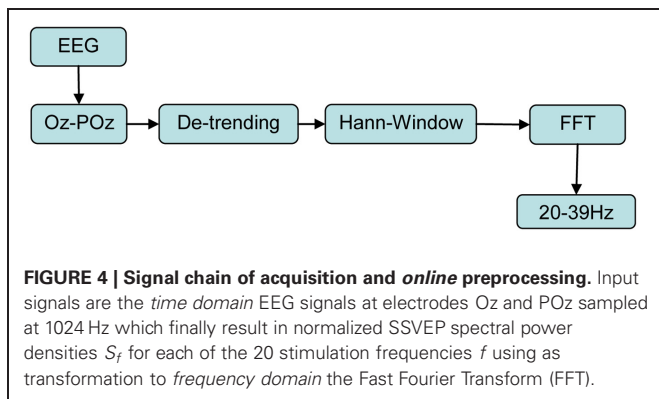 EEG
Oz-POz
De-trending
Hann-Window
FFT
20-39Hz
FIGURE 4 | Signal chain of acquisition and online preprocessing. Input
signals are the time domain EEG signals at electrodes Oz and POz sampled
at 1024 Hz which finally result in normalized SSVEP spectral power
densities Sf for each of the 20 stimulation frequencies f using as
transformation to frequency domain the Fast Fourier Transform (FFT).